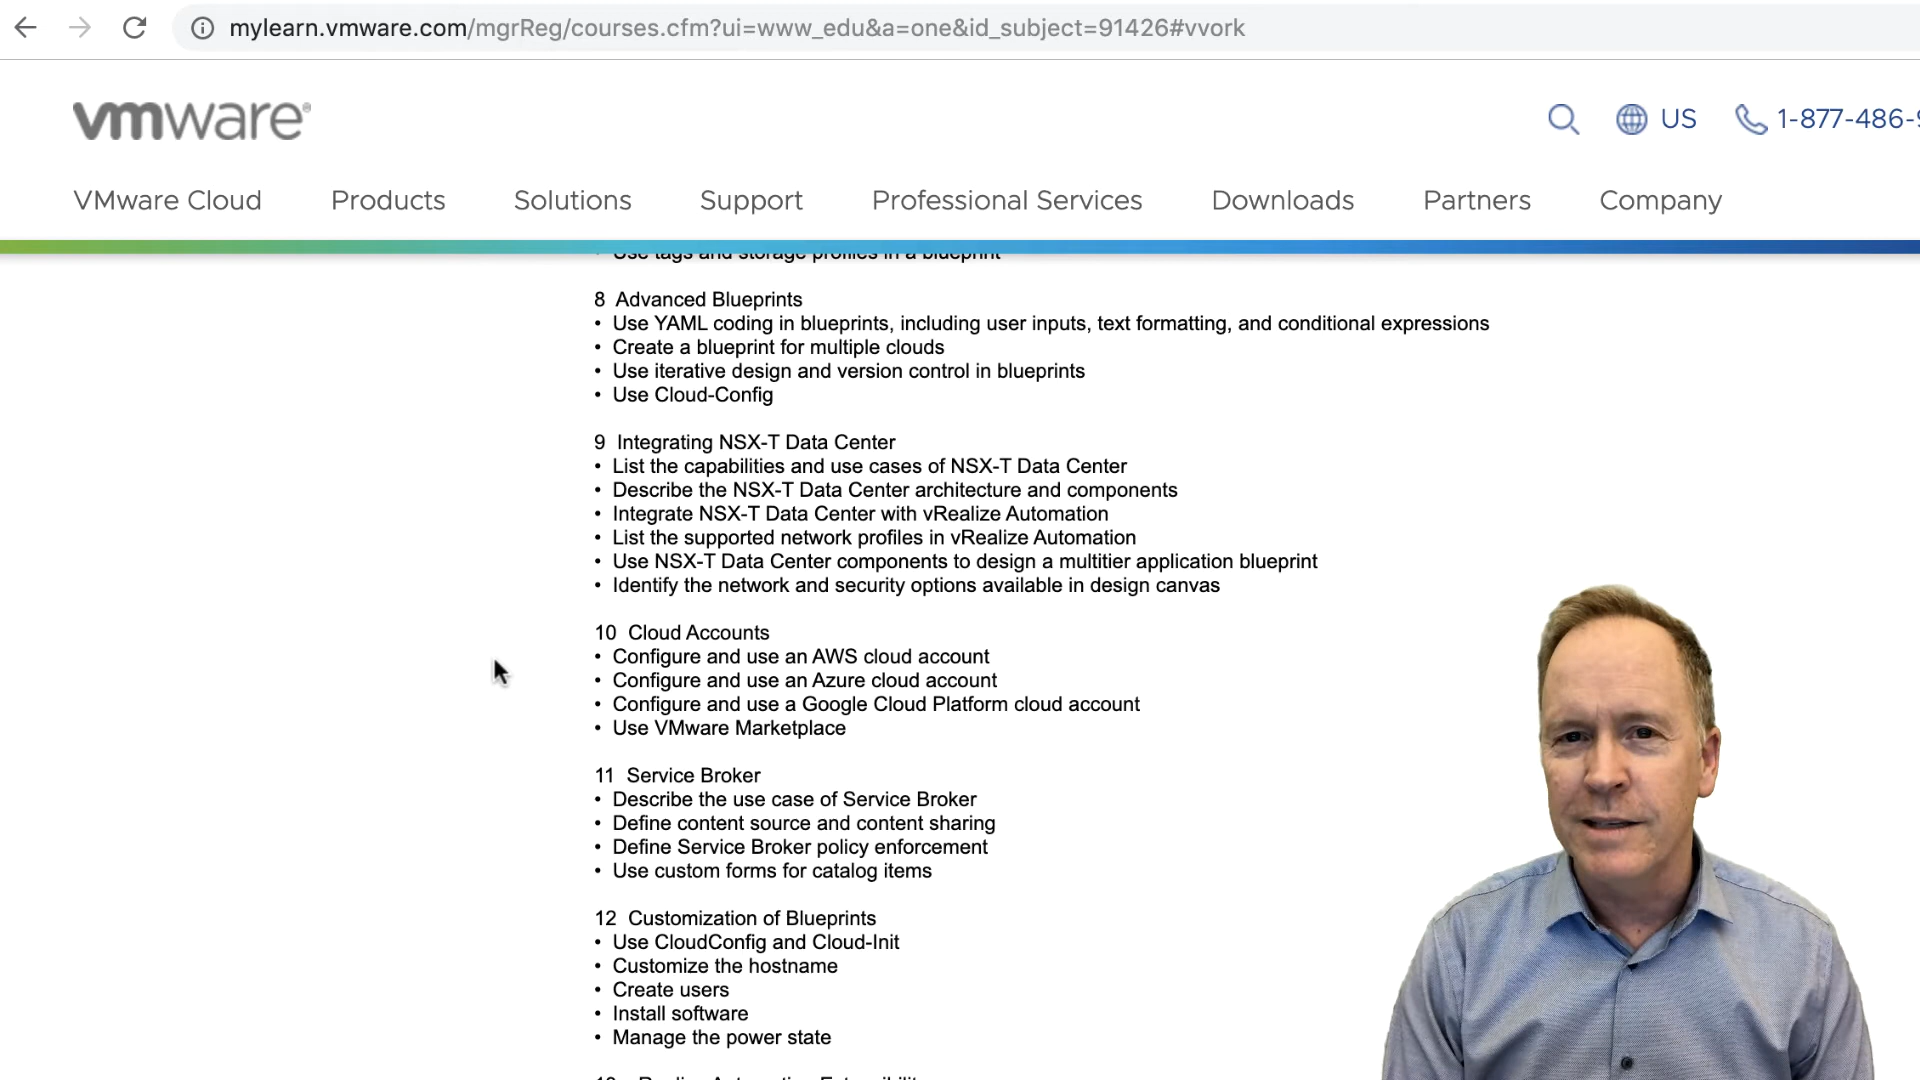 mylearn.vmware.com/mgrReg/courses.cfm?ui=www_edu&a=one&id_subject=91426#vvork
vmware®
US
1-877-486-
VMware Cloud Products Solutions Support Professional Services Downloads Partners Company
• Use tags and storage profiles in a blueprint
8 Advanced Blueprints
• Use YAML coding in blueprints, including user inputs, text formatting, and conditional expressions
• Create a blueprint for multiple clouds
• Use iterative design and version control in blueprints
• Use Cloud-Config
9 Integrating NSX-T Data Center
• List the capabilities and use cases of NSX-T Data Center
• Describe the NSX-T Data Center architecture and components
• Integrate NSX-T Data Center with vRealize Automation
• List the supported network profiles in vRealize Automation
• Use NSX-T Data Center components to design a multitier application blueprint
• Identify the network and security options available in design canvas
10 Cloud Accounts
• Configure and use an AWS cloud account
• Configure and use an Azure cloud account
• Configure and use a Google Cloud Platform cloud account
• Use VMware Marketplace
11 Service Broker
• Describe the use case of Service Broker
• Define content source and content sharing
• Define Service Broker policy enforcement
• Use custom forms for catalog items
12 Customization of Blueprints
• Use CloudConfig and Cloud-Init
• Customize the hostname
• Create users
• Install software
• Manage the power state